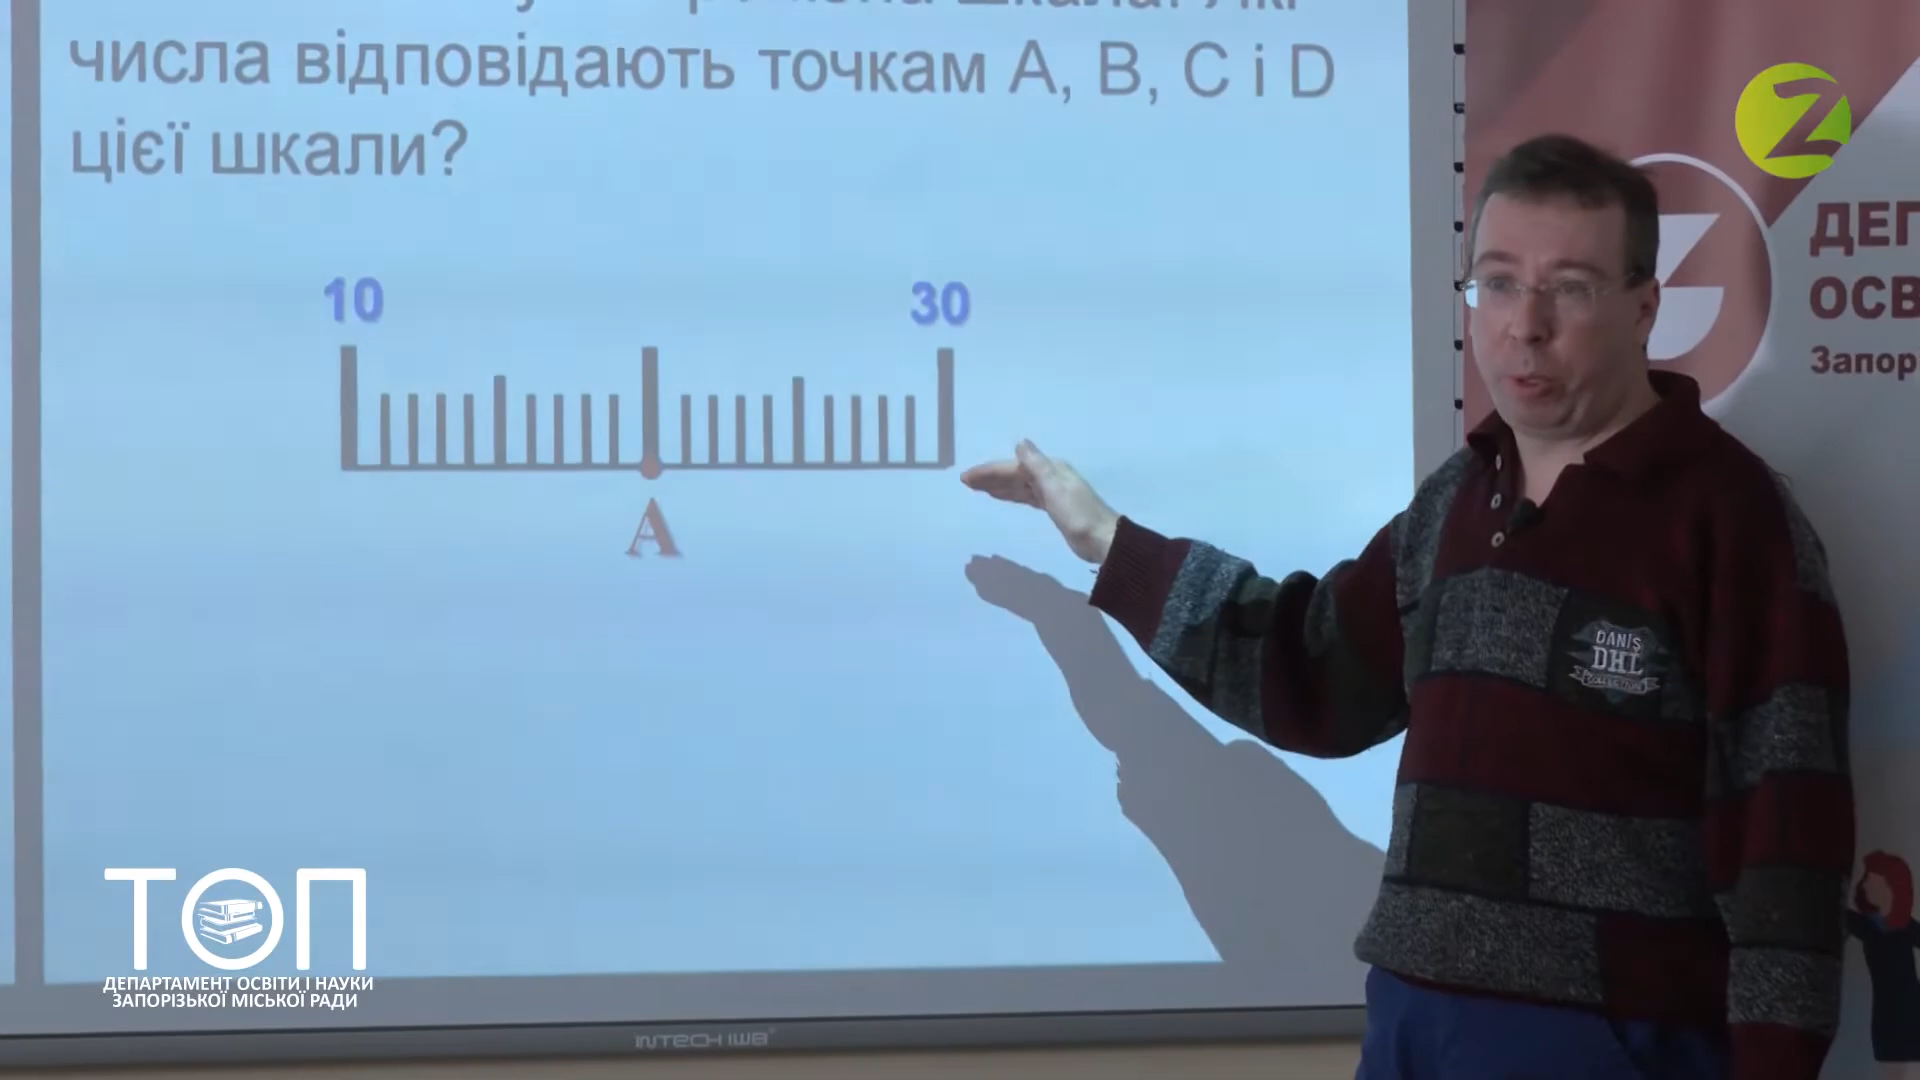 числа відповідають точкам A, B, C і D
цієї шкали?
10
30
A
Z
ДЕП
ОСВ
Запор
DANIS
DHL
COLLECTION
ТОП
ДЕПАРТАМЕНТ ОСВІТИ І НАУКИ
ЗАПОРІЗЬКОЇ МІСЬКОЇ РАДИ
INTECH IWB